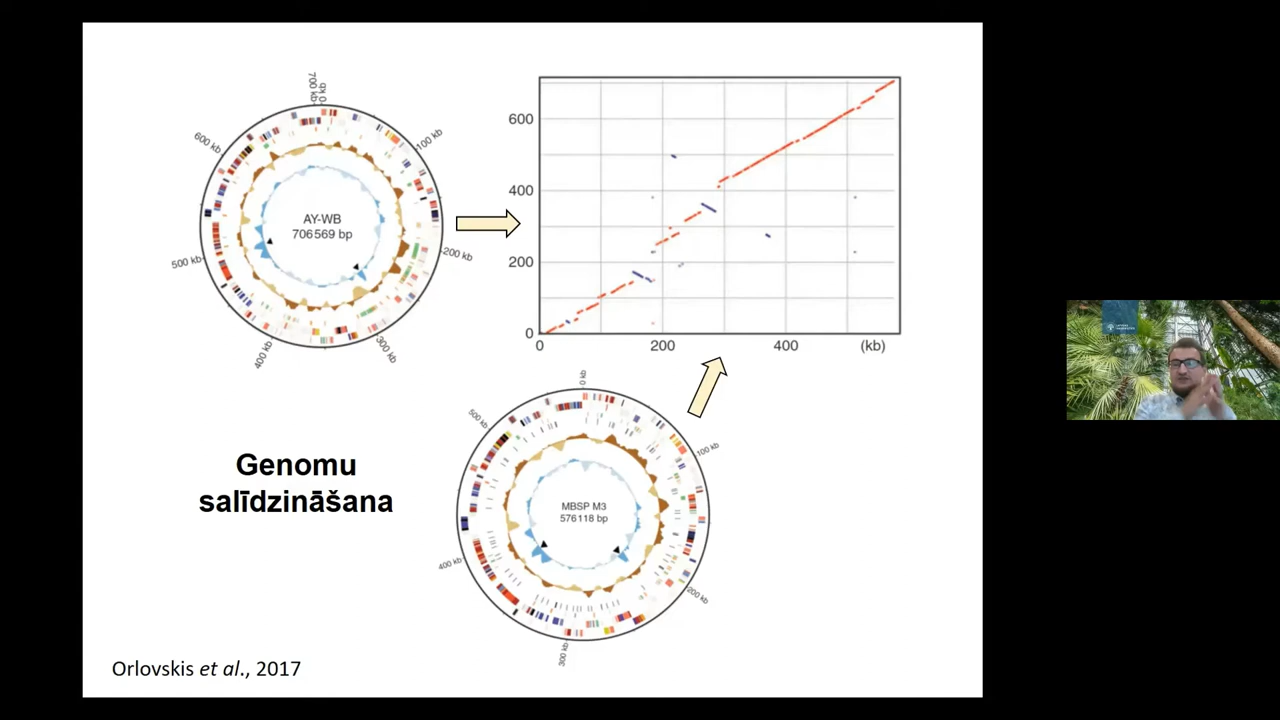 700 kb
0 kb
100 kb
200 kb
300 kb
400 kb
500 kb
600 kb
AY-WB
706 569 bp
600
400
200
0
0
200
400
(kb)
0 kb
100 kb
200 kb
300 kb
400 kb
500 kb
MBSP M3
576 118 bp
Genomu
salīdzināšana
Orlovskis et al., 2017